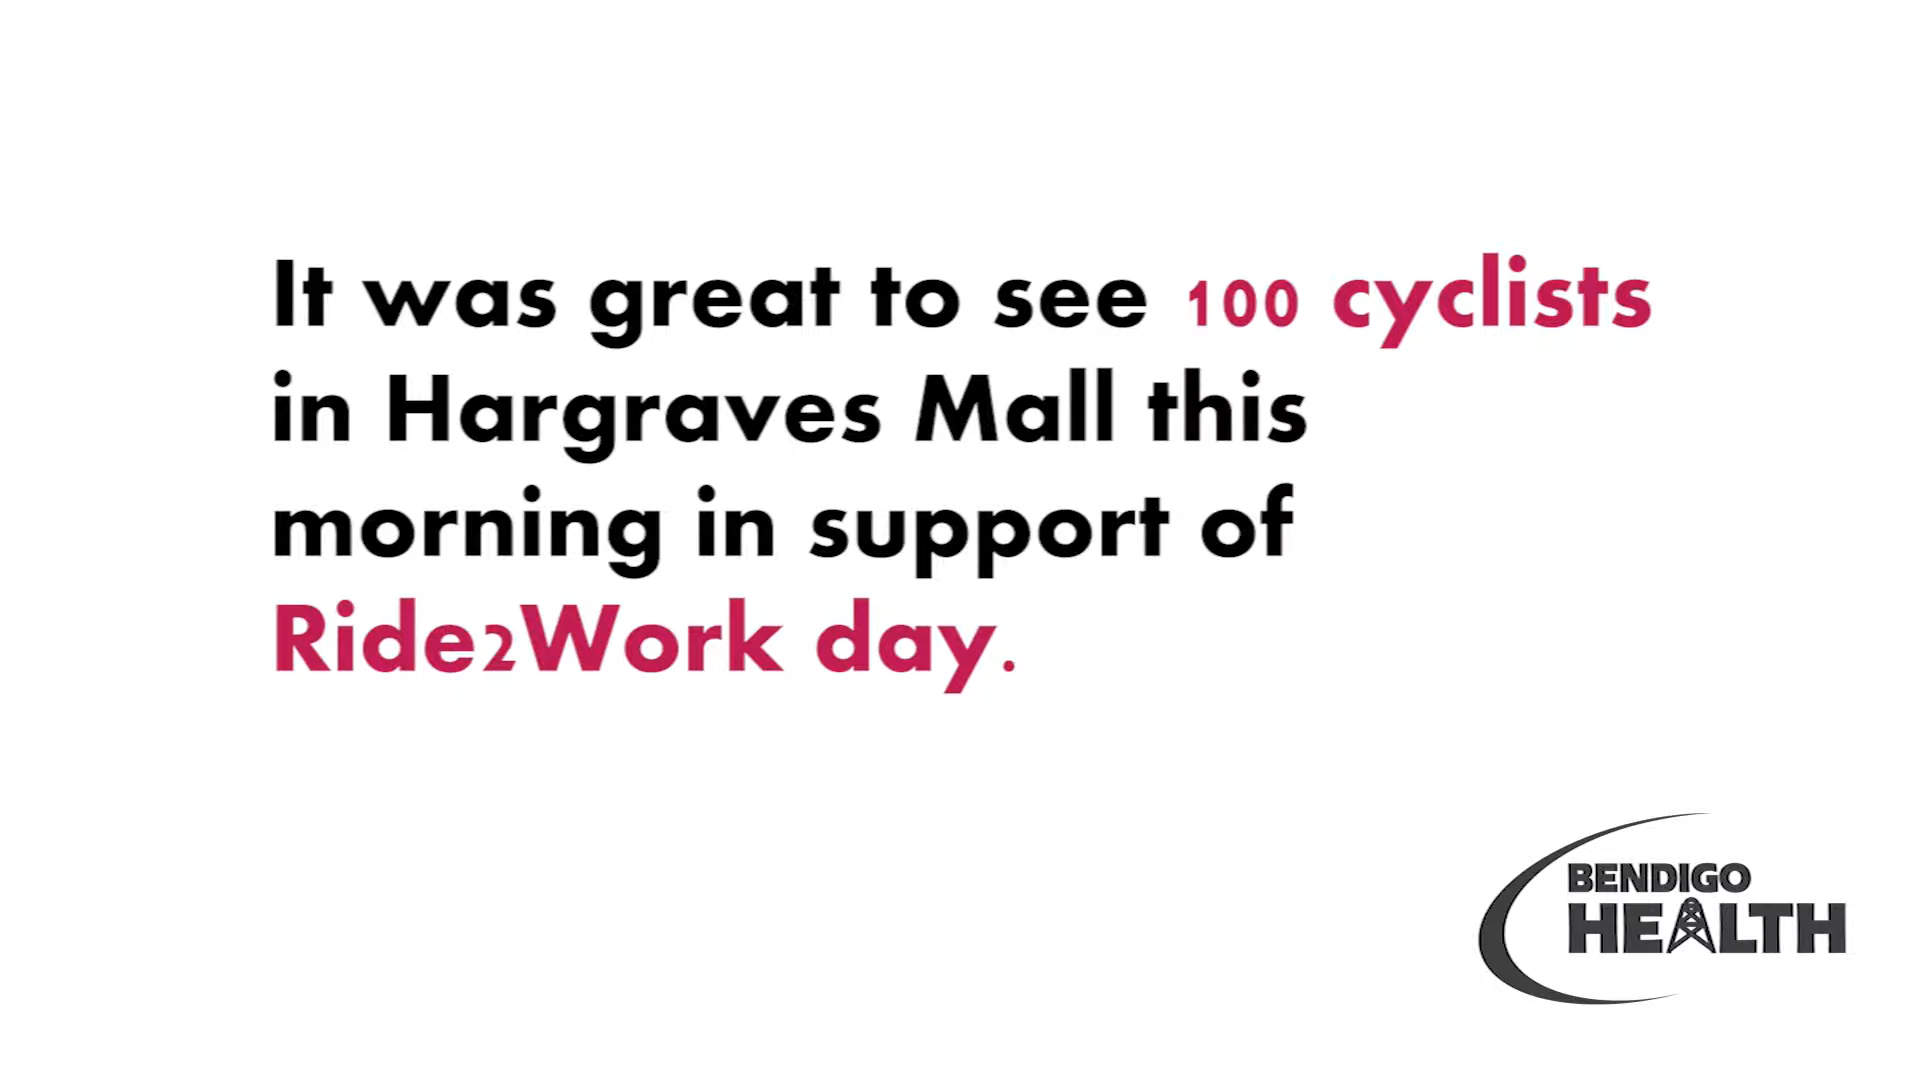 It was great to see 100 cyclists
in Hargraves Mall this
morning in support of
Ride2Work day.
BENDIGO
HEALTH